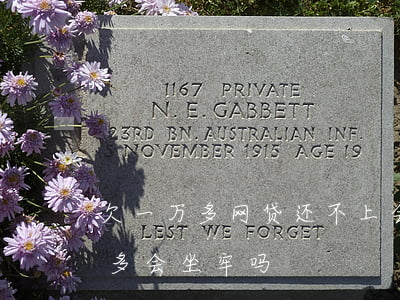 1167 PRIVATE
N. E. GABBETT
23RD BN. AUSTRALIAN INF.
5 NOVEMBER 1915 AGE 19
欠一万多网贷还不上会
LEST WE FORGET
多会坐牢吗